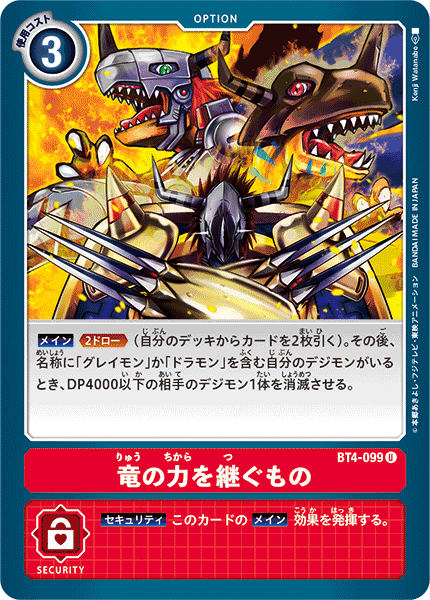 OPTION
使用コスト
3
Kenji Watanabe
©本郷あきよし・フジテレビ・東映アニメーション BANDAI MADE IN JAPAN
メイン 2ドロー (自分のデッキからカードを2枚引く)。その後、
名称に「グレイモン」か「ドラモン」を含む自分のデジモンがいる
とき、DP4000以下の相手のデジモン1体を消滅させる。
BT4-099 U
りゅう ちから つ
竜の力を継ぐもの
セキュリティ このカードの メイン 効果を発揮する。
SECURITY